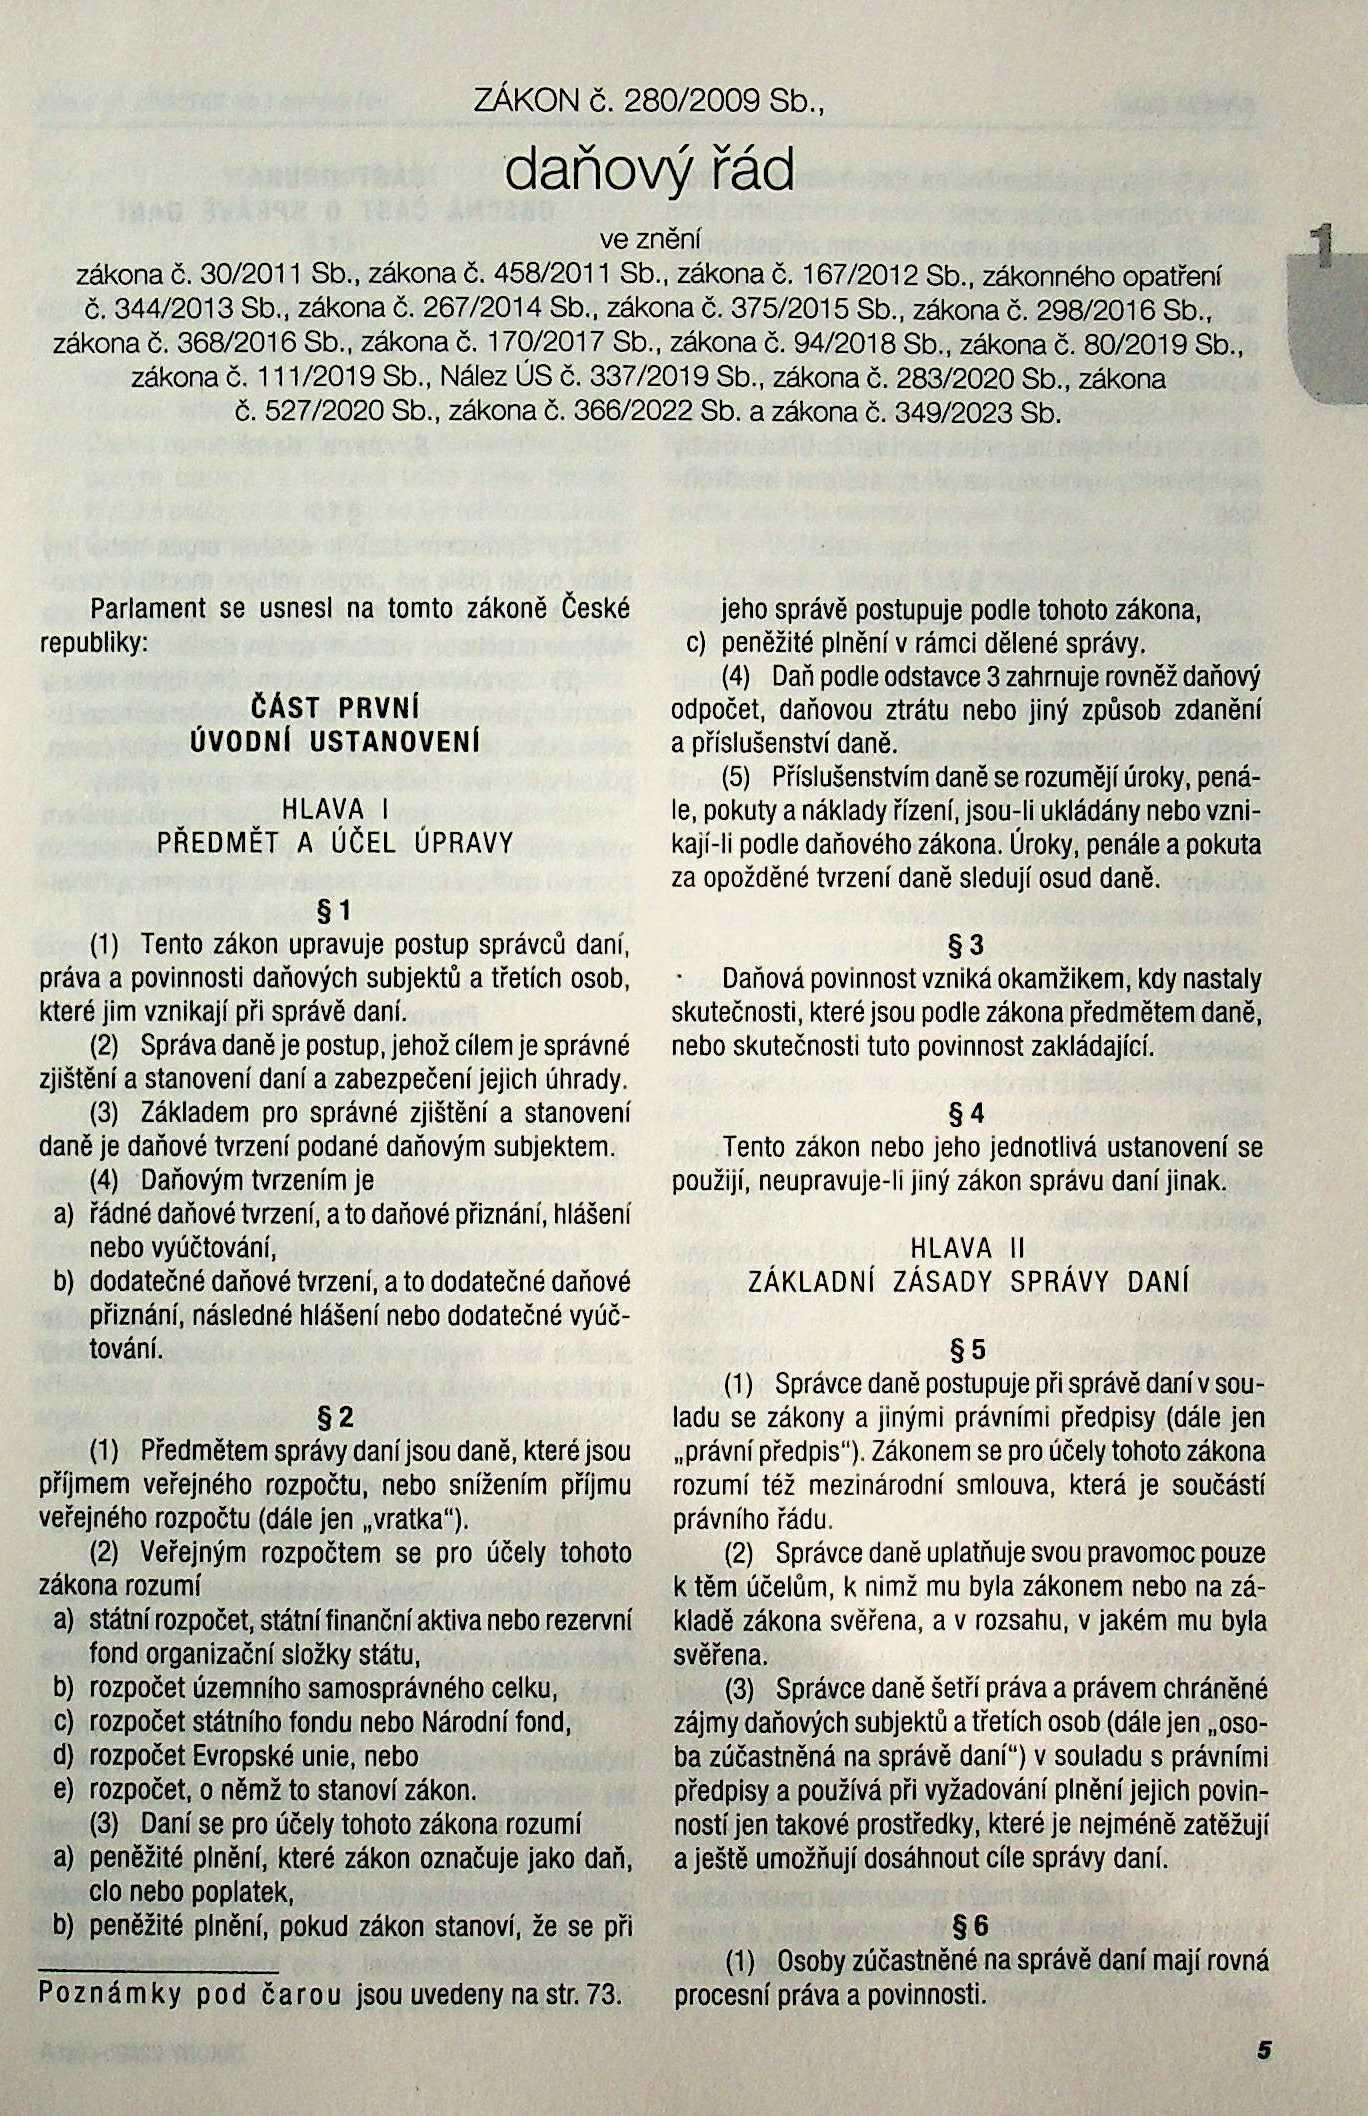 ZÁKON č. 280/2009 Sb.,
daňový řád
ve znění
zákona č. 30/2011 Sb., zákona č. 458/2011 Sb., zákona č. 167/2012 Sb., zákonného opatření
č. 344/2013 Sb., zákona č. 267/2014 Sb., zákona č. 375/2015 Sb., zákona č. 298/2016 Sb.,
zákona č. 368/2016 Sb., zákona č. 170/2017 Sb., zákona č. 94/2018 Sb., zákona č. 80/2019 Sb.,
zákona č. 111/2019 Sb., Nález ÚS č. 337/2019 Sb., zákona č. 283/2020 Sb., zákona
č. 527/2020 Sb., zákona č. 366/2022 Sb. a zákona č. 349/2023 Sb.
1
Parlament se usnesl na tomto zákoně České
republiky:
ČÁST PRVNÍ
ÚVODNÍ USTANOVENÍ
HLAVA I
PŘEDMĚT A ÚČEL ÚPRAVY
§ 1
(1) Tento zákon upravuje postup správců daní,
práva a povinnosti daňových subjektů a třetích osob,
které jim vznikají při správě daní.
(2) Správa daně je postup, jehož cílem je správné
zjištění a stanovení daní a zabezpečení jejich úhrady.
(3) Základem pro správné zjištění a stanovení
daně je daňové tvrzení podané daňovým subjektem.
(4) Daňovým tvrzením je
a) řádné daňové tvrzení, a to daňové přiznání, hlášení
nebo vyúčtování,
b) dodatečné daňové tvrzení, a to dodatečné daňové
přiznání, následné hlášení nebo dodatečné vyúč-
tování.
§ 2
(1) Předmětem správy daní jsou daně, které jsou
příjmem veřejného rozpočtu, nebo snížením příjmu
veřejného rozpočtu (dále jen „vratka“).
(2) Veřejným rozpočtem se pro účely tohoto
zákona rozumí
a) státní rozpočet, státní finanční aktiva nebo rezervní
fond organizační složky státu,
b) rozpočet územního samosprávného celku,
c) rozpočet státního fondu nebo Národní fond,
d) rozpočet Evropské unie, nebo
e) rozpočet, o němž to stanoví zákon.
(3) Daní se pro účely tohoto zákona rozumí
a) peněžité plnění, které zákon označuje jako daň,
clo nebo poplatek,
b) peněžité plnění, pokud zákon stanoví, že se při
Poznámky pod čarou jsou uvedeny na str. 73.
jeho správě postupuje podle tohoto zákona,
c) peněžité plnění v rámci dělené správy.
(4) Daň podle odstavce 3 zahrnuje rovněž daňový
odpočet, daňovou ztrátu nebo jiný způsob zdanění
a příslušenství daně.
(5) Příslušenstvím daně se rozumějí úroky, pená-
le, pokuty a náklady řízení, jsou-li ukládány nebo vzni-
kají-li podle daňového zákona. Úroky, penále a pokuta
za opožděné tvrzení daně sledují osud daně.
§ 3
Daňová povinnost vzniká okamžikem, kdy nastaly
skutečnosti, které jsou podle zákona předmětem daně,
nebo skutečnosti tuto povinnost zakládající.
§ 4
Tento zákon nebo jeho jednotlivá ustanovení se
použijí, neupravuje-li jiný zákon správu daní jinak.
HLAVA II
ZÁKLADNÍ ZÁSADY SPRÁVY DANÍ
§ 5
(1) Správce daně postupuje při správě daní v sou-
ladu se zákony a jinými právními předpisy (dále jen
„právní předpis“). Zákonem se pro účely tohoto zákona
rozumí též mezinárodní smlouva, která je součástí
právního řádu.
(2) Správce daně uplatňuje svou pravomoc pouze
k těm účelům, k nimž mu byla zákonem nebo na zá-
kladě zákona svěřena, a v rozsahu, v jakém mu byla
svěřena.
(3) Správce daně šetří práva a právem chráněné
zájmy daňových subjektů a třetích osob (dále jen „oso-
ba zúčastněná na správě daní“) v souladu s právními
předpisy a používá při vyžadování plnění jejich povin-
ností jen takové prostředky, které je nejméně zatěžují
a ještě umožňují dosáhnout cíle správy daní.
§ 6
(1) Osoby zúčastněné na správě daní mají rovná
procesní práva a povinnosti.
5